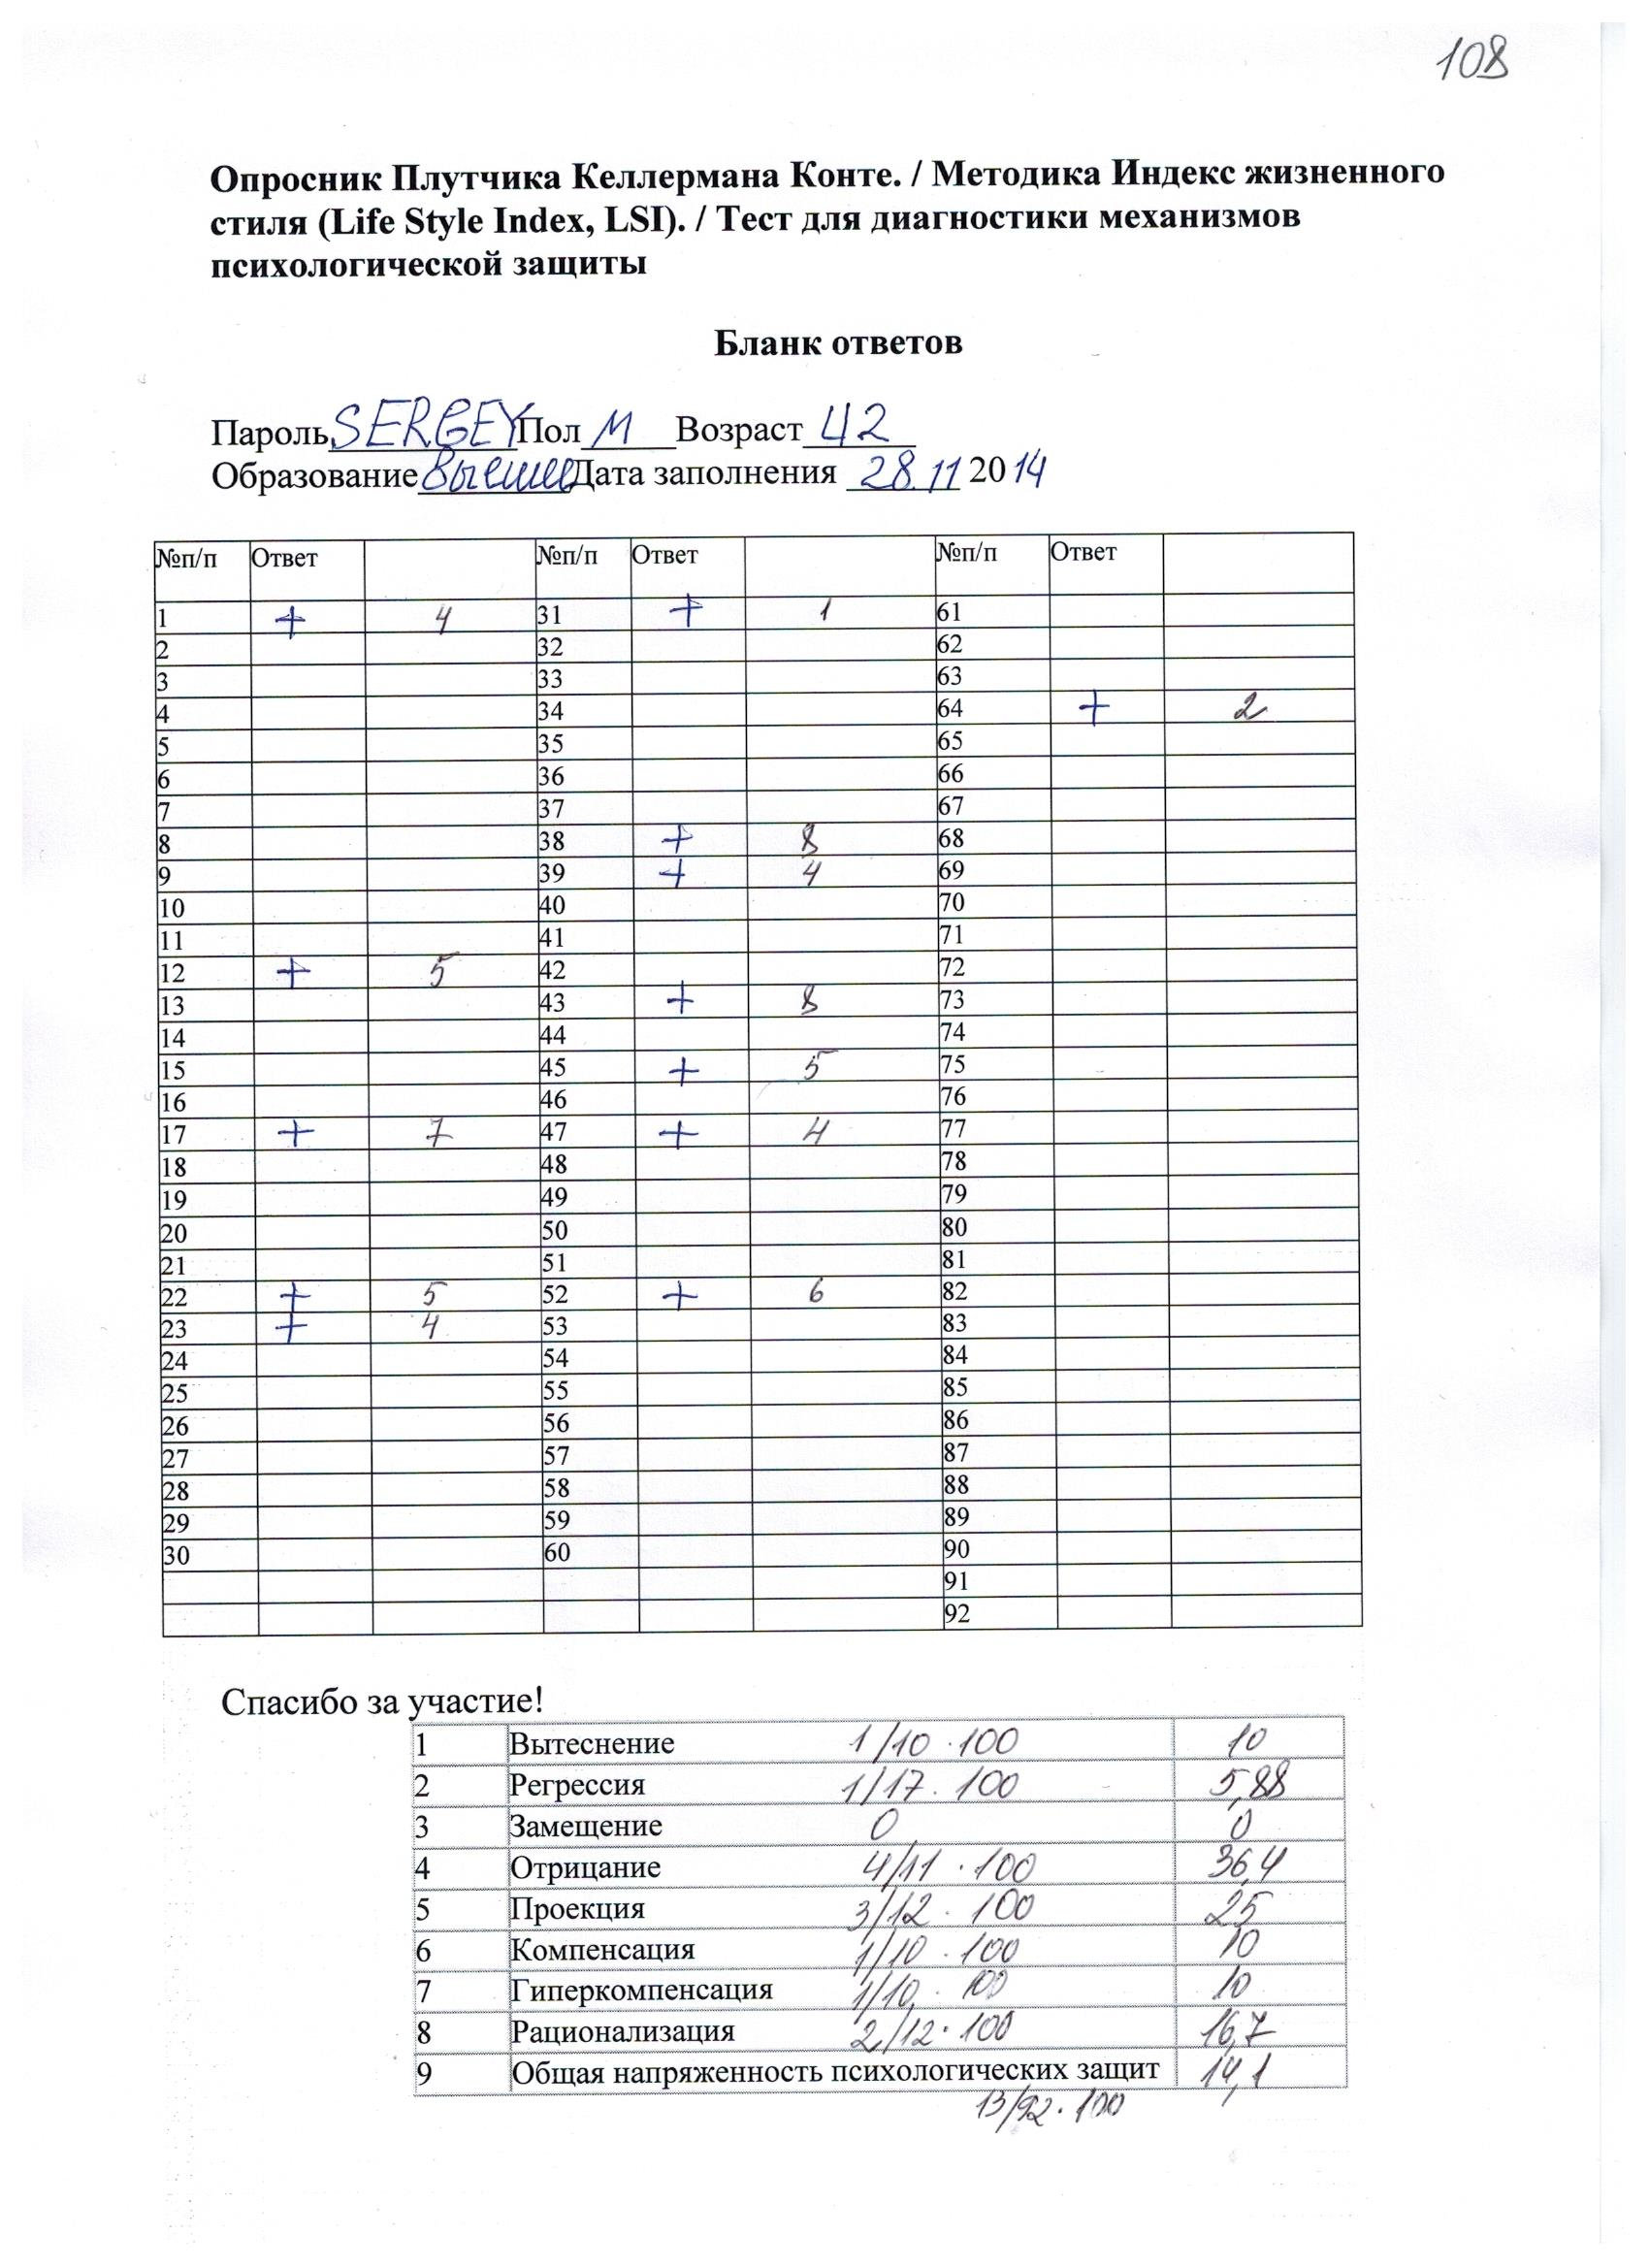 108
Опросник Плутчика Келлермана Конте. / Методика Индекс жизненного
стиля (Life Style Index, LSI). / Тест для диагностики механизмов
психологической защиты
Бланк ответов
Пароль SERGEY Пол М Возраст 42
Образование Высшее Дата заполнения 28.11 2014
№п/п Ответ №п/п Ответ №п/п Ответ
1 + 4 31 + 1 61
2 32 62
3 33 63
4 34 64 + 2
5 35 65
6 36 66
7 37 67
8 38 + 8 68
9 39 + 4 69
10 40 70
11 41 71
12 + 5 42 72
13 43 + 8 73
14 44 74
15 45 + 5 75
16 46 76
17 + 7 47 + 4 77
18 48 78
19 49 79
20 50 80
21 51 81
22 + 5 52 + 6 82
23 + 4 53 83
24 54 84
25 55 85
26 56 86
27 57 87
28 58 88
29 59 89
30 60 90
91
92
Спасибо за участие!
1 Вытеснение 1/10 · 100 10
2 Регрессия 1/17 · 100 5,88
3 Замещение 0 0
4 Отрицание 4/11 · 100 36,4
5 Проекция 3/12 · 100 25
6 Компенсация 1/10 · 100 10
7 Гиперкомпенсация 1/10 · 100 10
8 Рационализация 2/12 · 100 16,7
9 Общая напряженность психологических защит 14,1
13/92 · 100